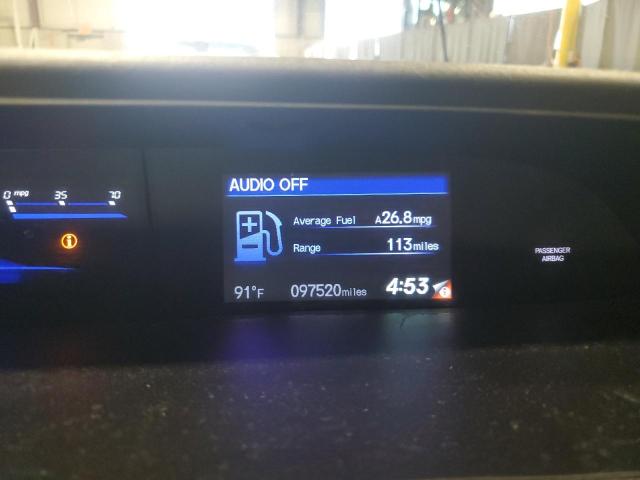 0 mpg 35 70
AUDIO OFF
Average Fuel A26.8mpg
Range 113miles
91°F 097520miles 4:53
PASSENGER
AIRBAG